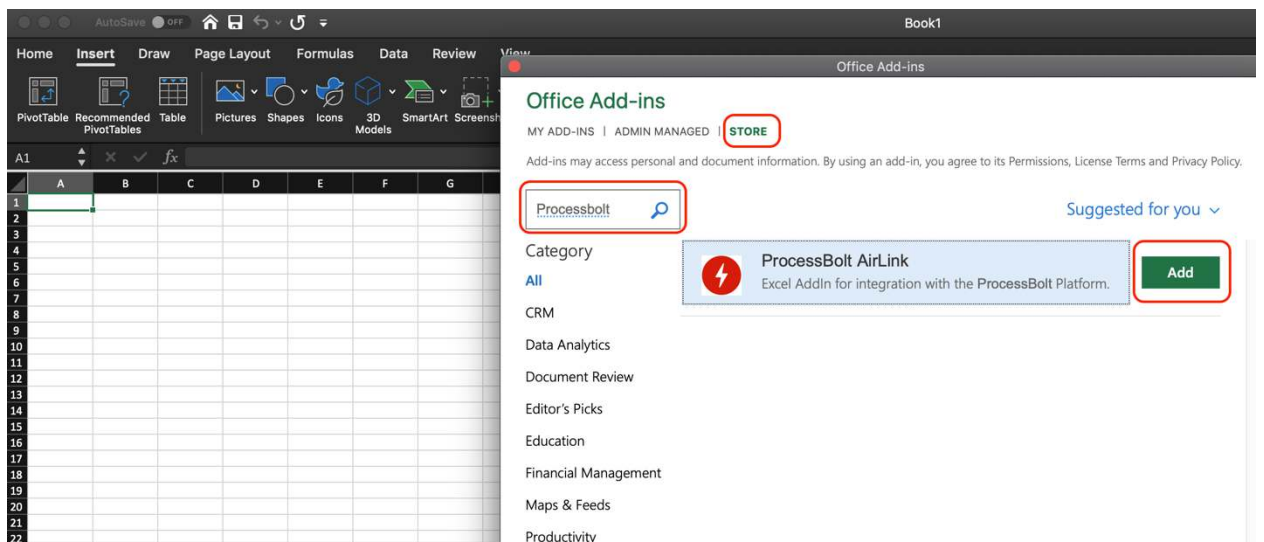 AutoSave OFF
Book1
Home Insert Draw Page Layout Formulas Data Review View
PivotTable Recommended PivotTables Table Pictures Shapes Icons 3D Models SmartArt
A1 fx
A B C D E F G
1
2
3
4
5
6
7
8
9
10
11
12
13
14
15
16
17
18
19
20
21
22
Office Add-ins
Office Add-ins
MY ADD-INS | ADMIN MANAGED | STORE
Add-ins may access personal and document information. By using an add-in, you agree to its Permissions, License Terms and Privacy Policy.
Processbolt
Suggested for you
Category
All
CRM
Data Analytics
Document Review
Editor's Picks
Education
Financial Management
Maps & Feeds
Productivity
ProcessBolt AirLink
Excel AddIn for integration with the ProcessBolt Platform.
Add